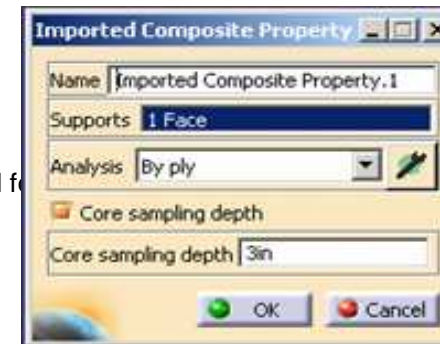 Imported Composite Property
Name Imported Composite Property.1
Supports 1 Face
Analysis By ply
Core sampling depth
Core sampling depth 3in
OK Cancel